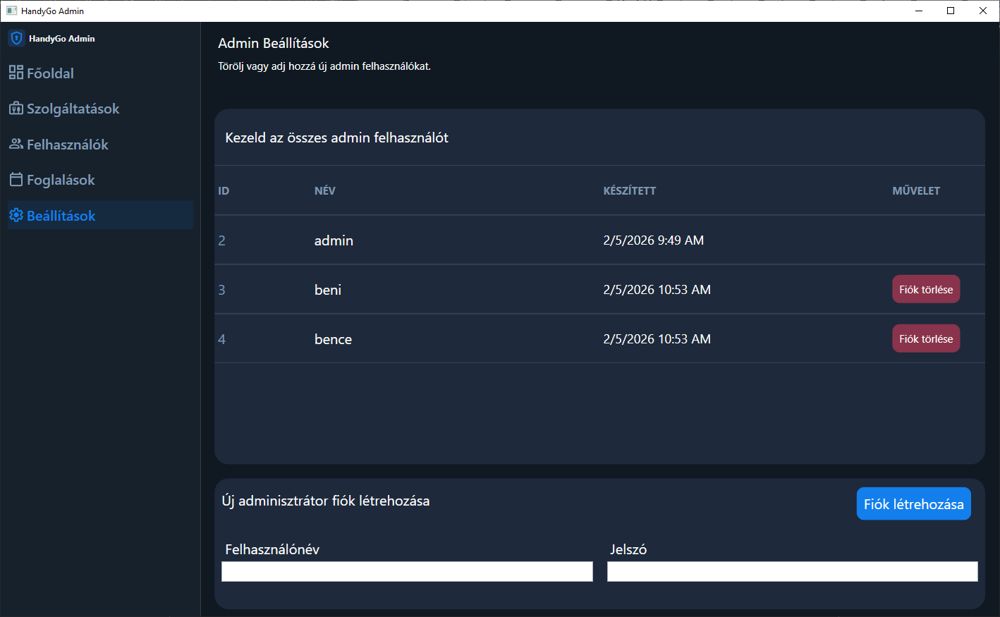 HandyGo Admin
HandyGo Admin
Főoldal
Szolgáltatások
Felhasználók
Foglalások
Beállítások
Admin Beállítások
Törölj vagy adj hozzá új admin felhasználókat.
Kezeld az összes admin felhasználót
ID NÉV KÉSZÍTETT MŰVELET
2 admin 2/5/2026 9:49 AM
3 beni 2/5/2026 10:53 AM Fiók törlése
4 bence 2/5/2026 10:53 AM Fiók törlése
Új adminisztrátor fiók létrehozása Fiók létrehozása
Felhasználónév Jelszó